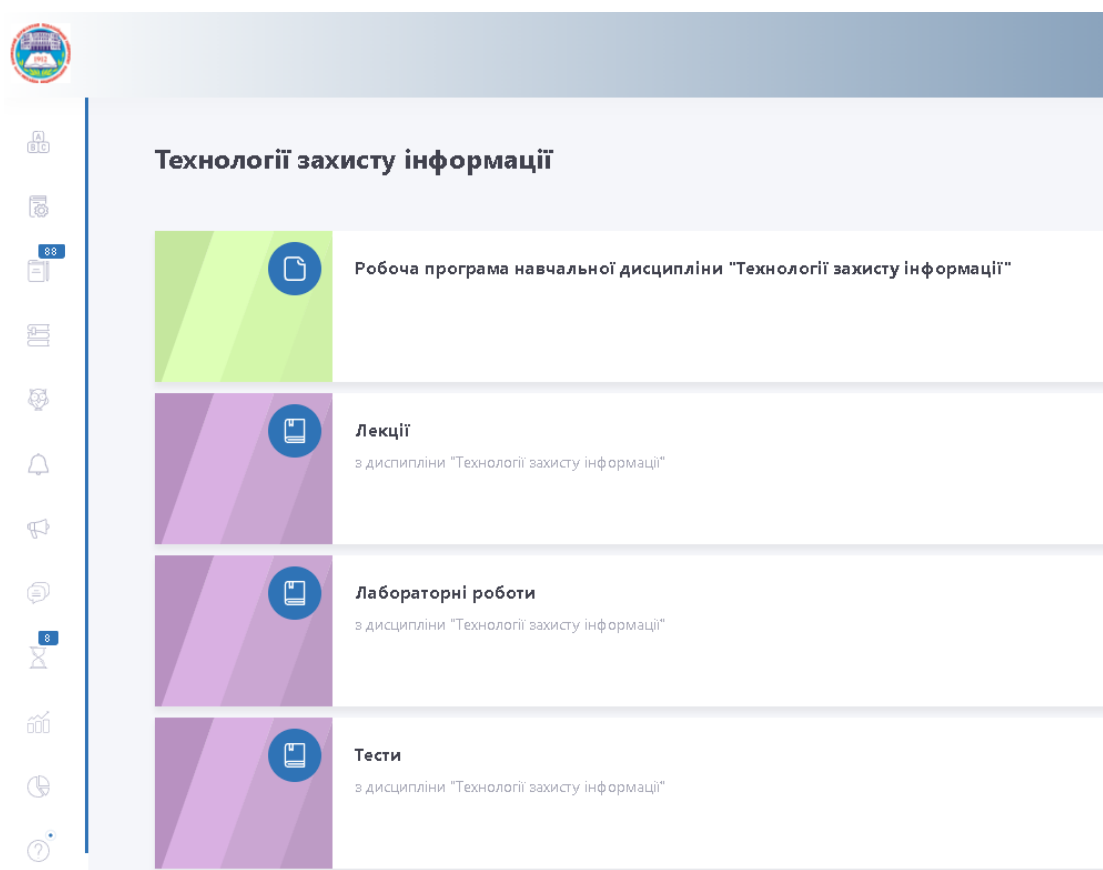 Технології захисту інформації
88
Робоча програма навчальної дисципліни "Технології захисту інформації"
Лекції
з диспипліни "Технології захисту інформації"
Лабораторні роботи
з дисципліни "Технології захисту інформації"
8
Тести
з дисципліни "Технології захисту інформації"